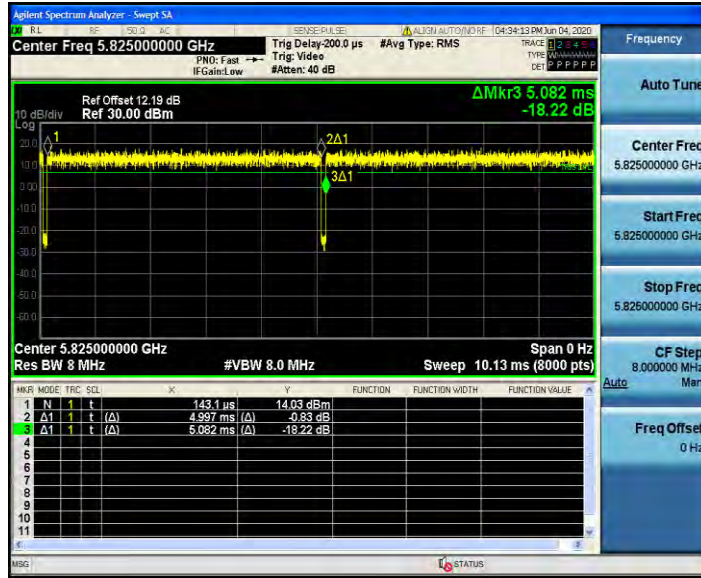 Agilent Spectrum Analyzer - Swept SA
RL RF 50 Ω AC SENSE:PULSE ALIGN AUTO/NO RF 04:34:13 PM Jun 04, 2020
Center Freq 5.825000000 GHz
PNO: Fast
IFGain:Low
Trig Delay-200.0 µs
Trig: Video
#Atten: 40 dB
#Avg Type: RMS
TRACE 1 2 3 4 5 6
TYPE
DET P P P P P P
Ref Offset 12.19 dB
10 dB/div Ref 30.00 dBm
Log
ΔMkr3 5.082 ms
-18.22 dB
1
2Δ1
3Δ1
20.0
10.0
0.00
-10.0
-20.0
-30.0
-40.0
-50.0
-60.0
Center 5.825000000 GHz Span 0 Hz
Res BW 8 MHz #VBW 8.0 MHz Sweep 10.13 ms (8000 pts)
MKR MODE TRC SCL X Y FUNCTION FUNCTION WIDTH FUNCTION VALUE
1 N 1 t 143.1 µs 14.03 dBm
2 Δ1 1 t (Δ) 4.997 ms (Δ) -0.83 dB
3 Δ1 1 t (Δ) 5.082 ms (Δ) -18.22 dB
4
5
6
7
8
9
10
11
MSG STATUS
Frequency
Auto Tune
Center Freq
5.825000000 GHz
Start Freq
5.825000000 GHz
Stop Freq
5.825000000 GHz
CF Step
8.000000 MHz
Auto Man
Freq Offset
0 Hz